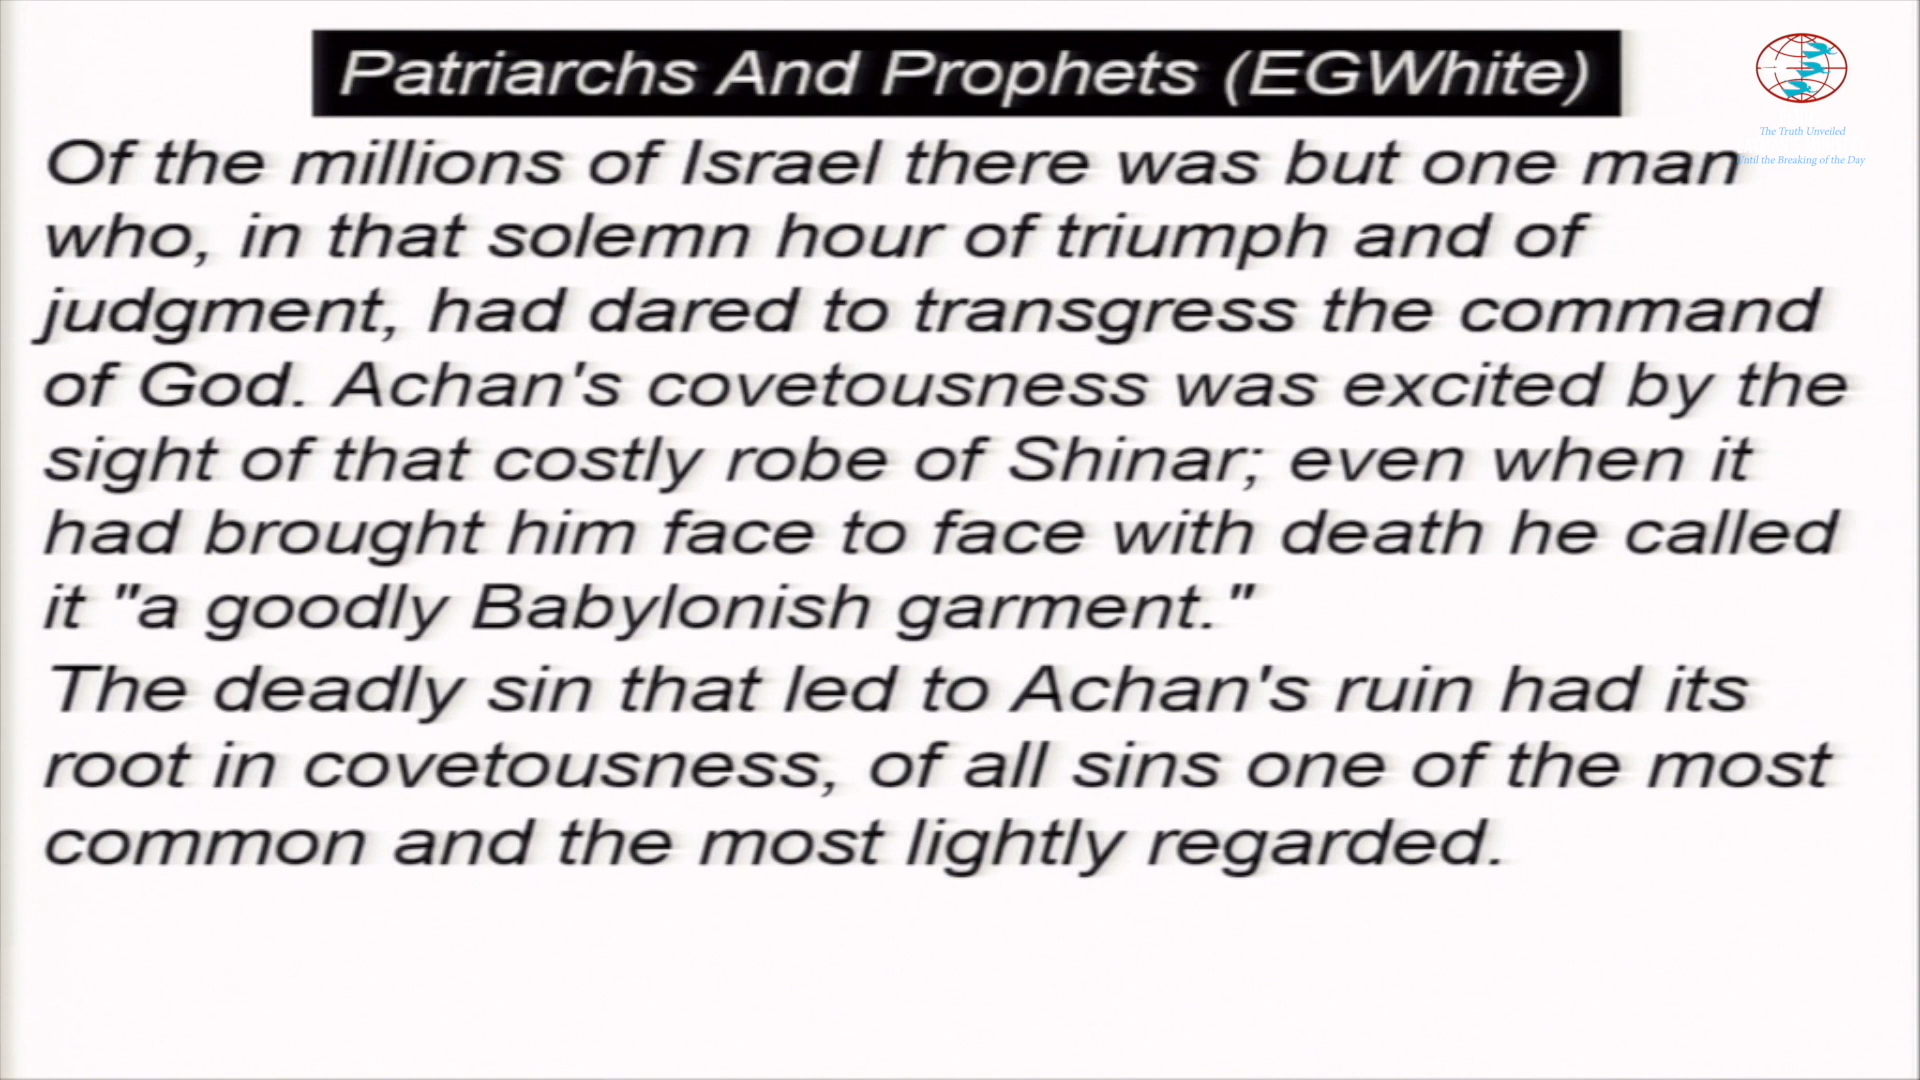 Patriarchs And Prophets (EGWhite)
The Truth Unveiled
Until the Breaking of the Day
Of the millions of Israel there was but one man
who, in that solemn hour of triumph and of
judgment, had dared to transgress the command
of God. Achan's covetousness was excited by the
sight of that costly robe of Shinar; even when it
had brought him face to face with death he called
it "a goodly Babylonish garment."
The deadly sin that led to Achan's ruin had its
root in covetousness, of all sins one of the most
common and the most lightly regarded.